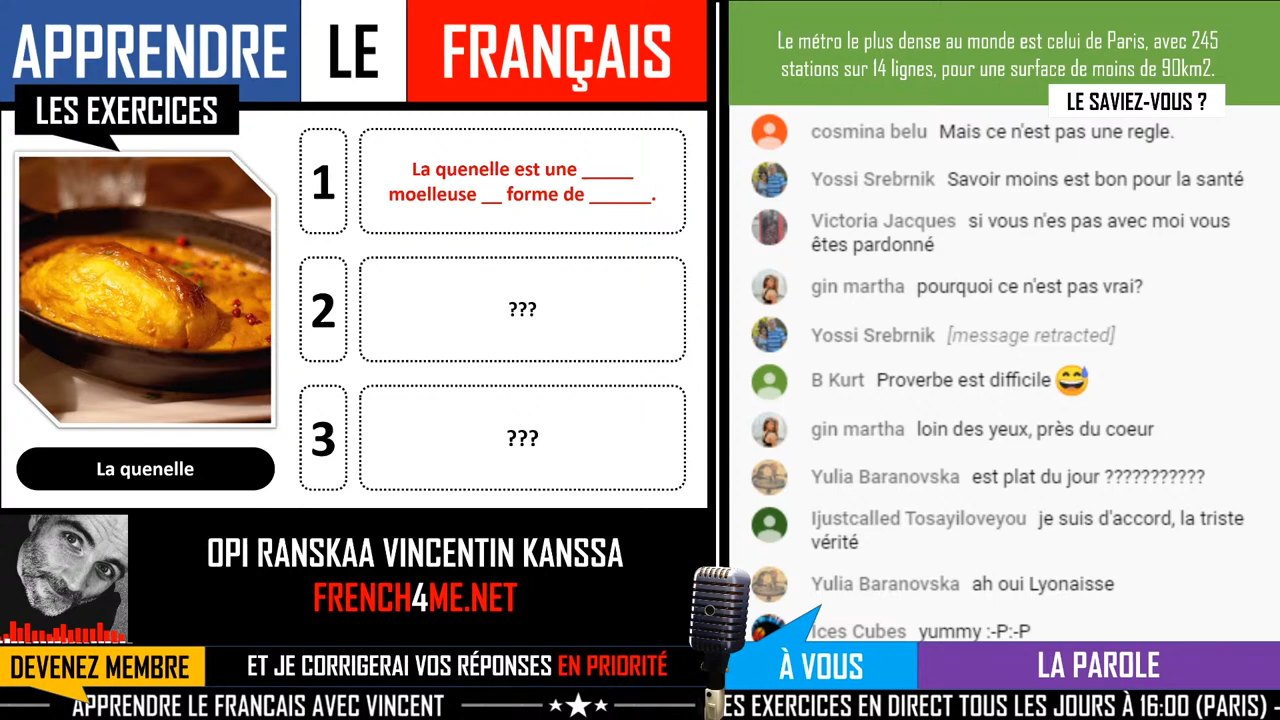 APPRENDRE LE FRANÇAIS
LES EXERCICES
1
La quenelle est une _____
moelleuse __ forme de ______.
2
???
3
???
La quenelle
OPI RANSKAA VINCENTIN KANSSA
FRENCH4ME.NET
DEVENEZ MEMBRE
ET JE CORRIGERAI VOS RÉPONSES EN PRIORITÉ
Le métro le plus dense au monde est celui de Paris, avec 245
stations sur 14 lignes, pour une surface de moins de 90km2.
LE SAVIEZ-VOUS ?
cosmina belu Mais ce n'est pas une regle.
Yossi Srebrnik Savoir moins est bon pour la santé
Victoria Jacques si vous n'es pas avec moi vous
êtes pardonné
gin martha pourquoi ce n'est pas vrai?
Yossi Srebrnik [message retracted]
B Kurt Proverbe est difficile
gin martha loin des yeux, près du coeur
Yulia Baranovska est plat du jour ???????????
Ijustcalled Tosayiloveyou je suis d'accord, la triste
vérité
Yulia Baranovska ah oui Lyonaisse
Ices Cubes yummy :-P:-P
À VOUS
LA PAROLE
APPRENDRE LE FRANCAIS AVEC VINCENT
ES EXERCICES EN DIRECT TOUS LES JOURS À 16:00 (PARIS) -